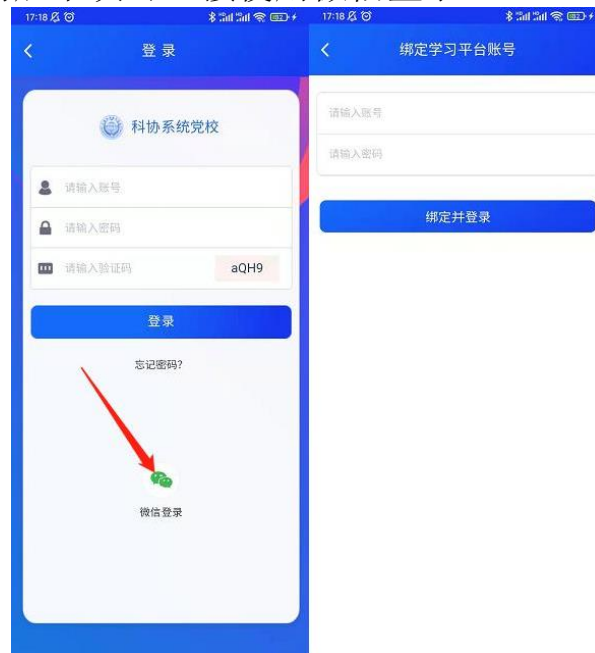 17:18
登 录
科协系统党校
请输入账号
请输入密码
请输入验证码
aQH9
登录
忘记密码?
微信登录
17:18
绑定学习平台账号
请输入账号
请输入密码
绑定并登录